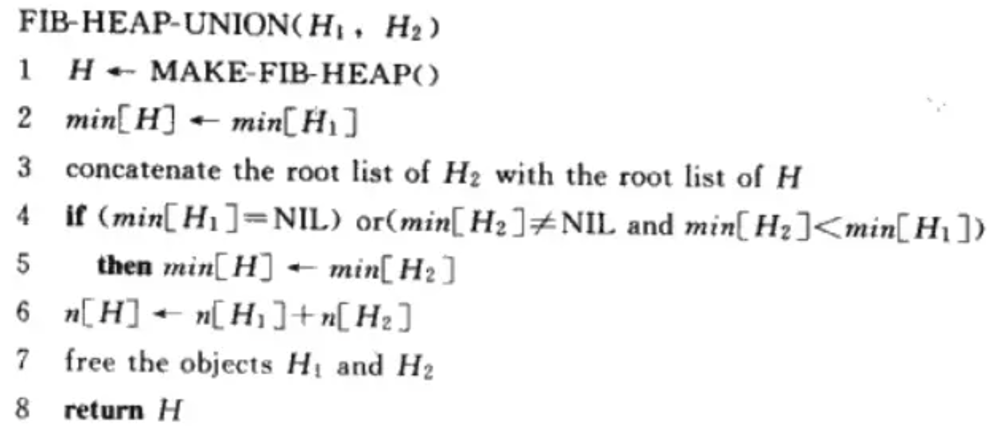 FIB-HEAP-UNION(H₁, H₂)
1 H ← MAKE-FIB-HEAP()
2 min[H] ← min[H₁]
3 concatenate the root list of H₂ with the root list of H
4 if (min[H₁]=NIL) or(min[H₂]≠NIL and min[H₂]<min[H₁])
5 then min[H] ← min[H₂]
6 n[H] ← n[H₁]+n[H₂]
7 free the objects H₁ and H₂
8 return H